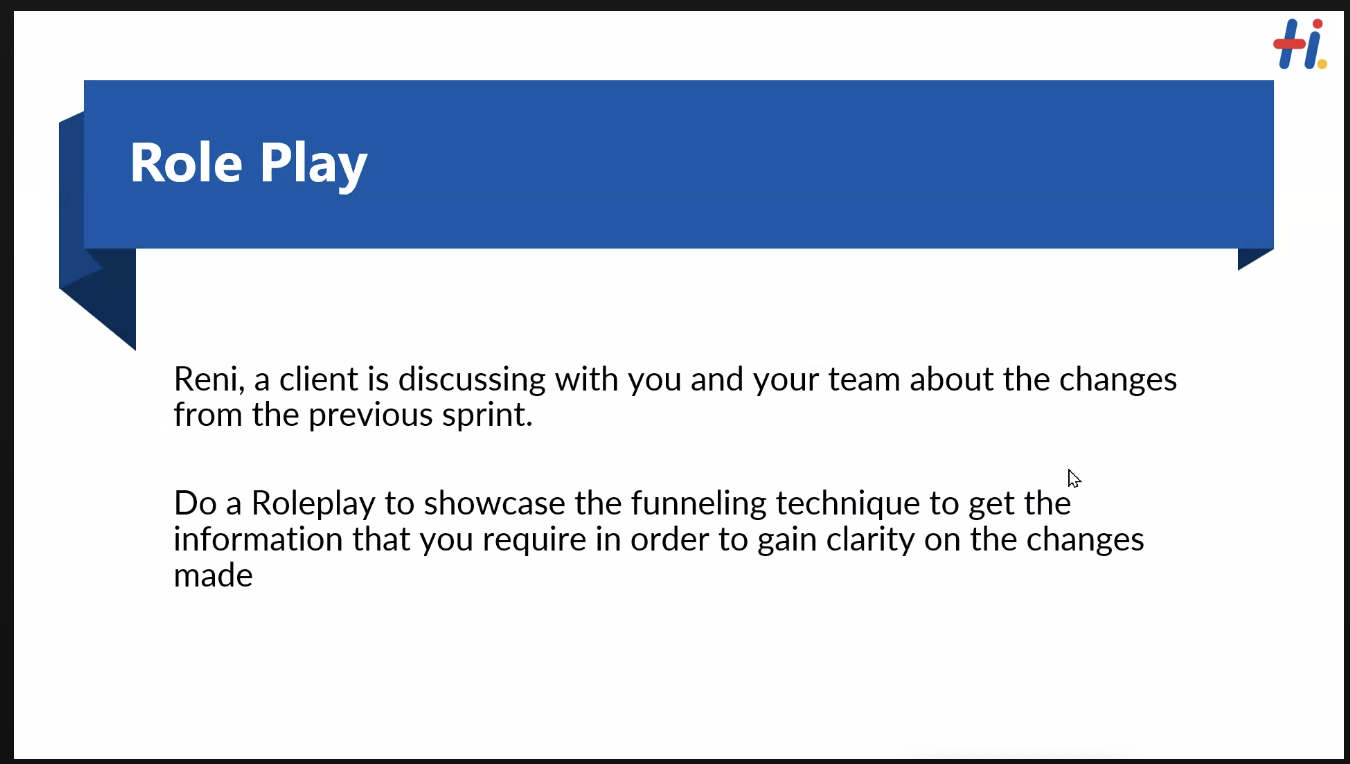 Hi.
Role Play
Reni, a client is discussing with you and your team about the changes
from the previous sprint.
Do a Roleplay to showcase the funneling technique to get the
information that you require in order to gain clarity on the changes
made